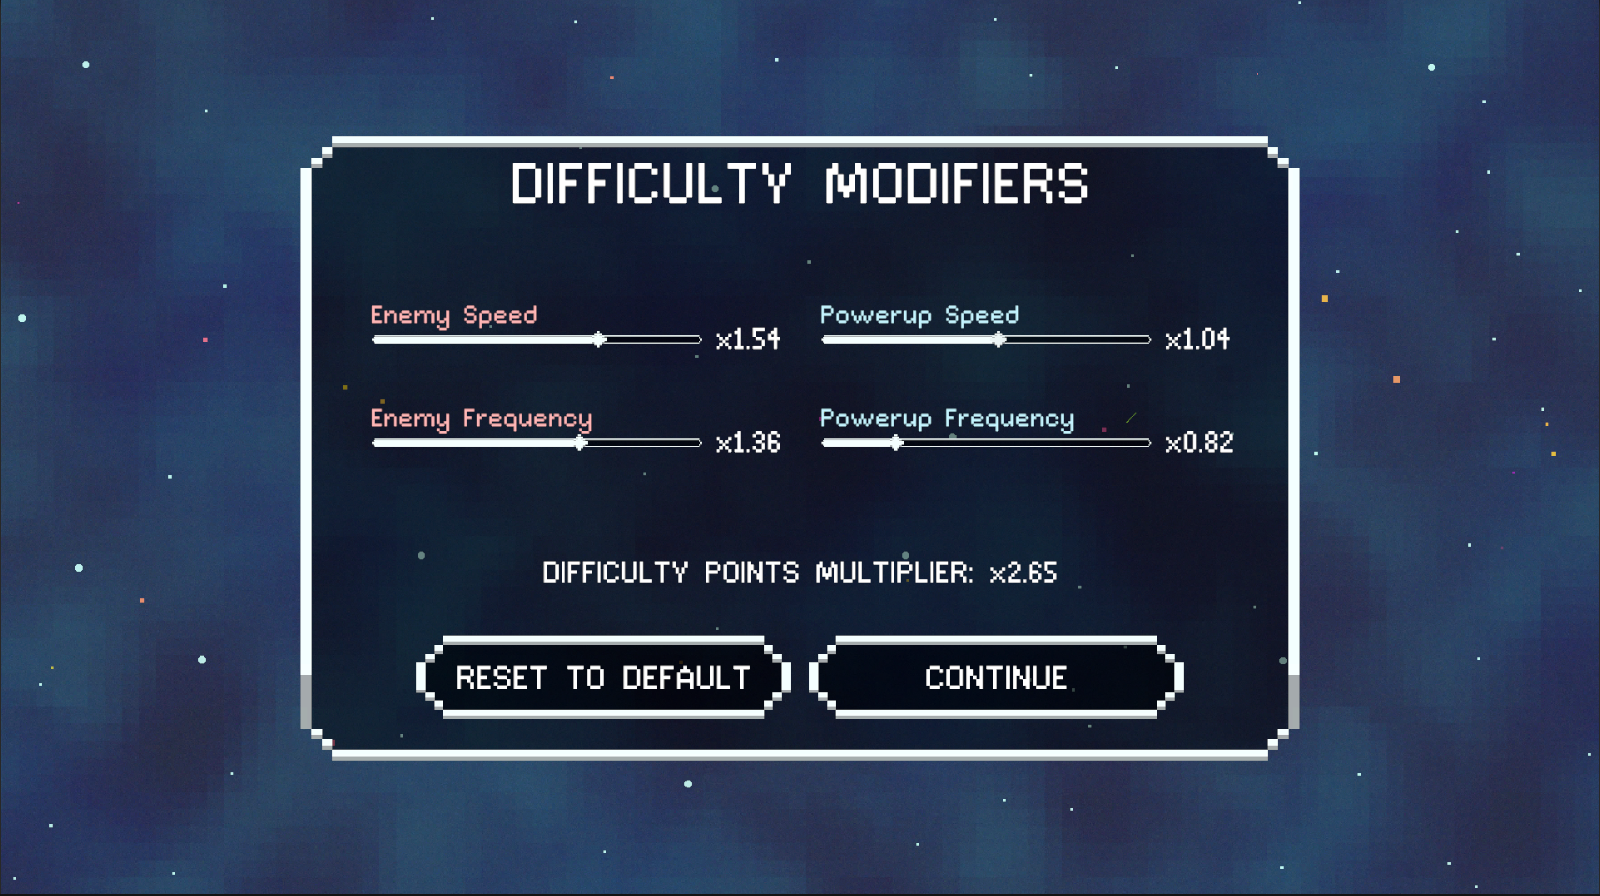 DIFFICULTY MODIFIERS
Enemy Speed
x1.54
Powerup Speed
x1.04
Enemy Frequency
x1.36
Powerup Frequency
x0.82
DIFFICULTY POINTS MULTIPLIER: x2.65
RESET TO DEFAULT
CONTINUE